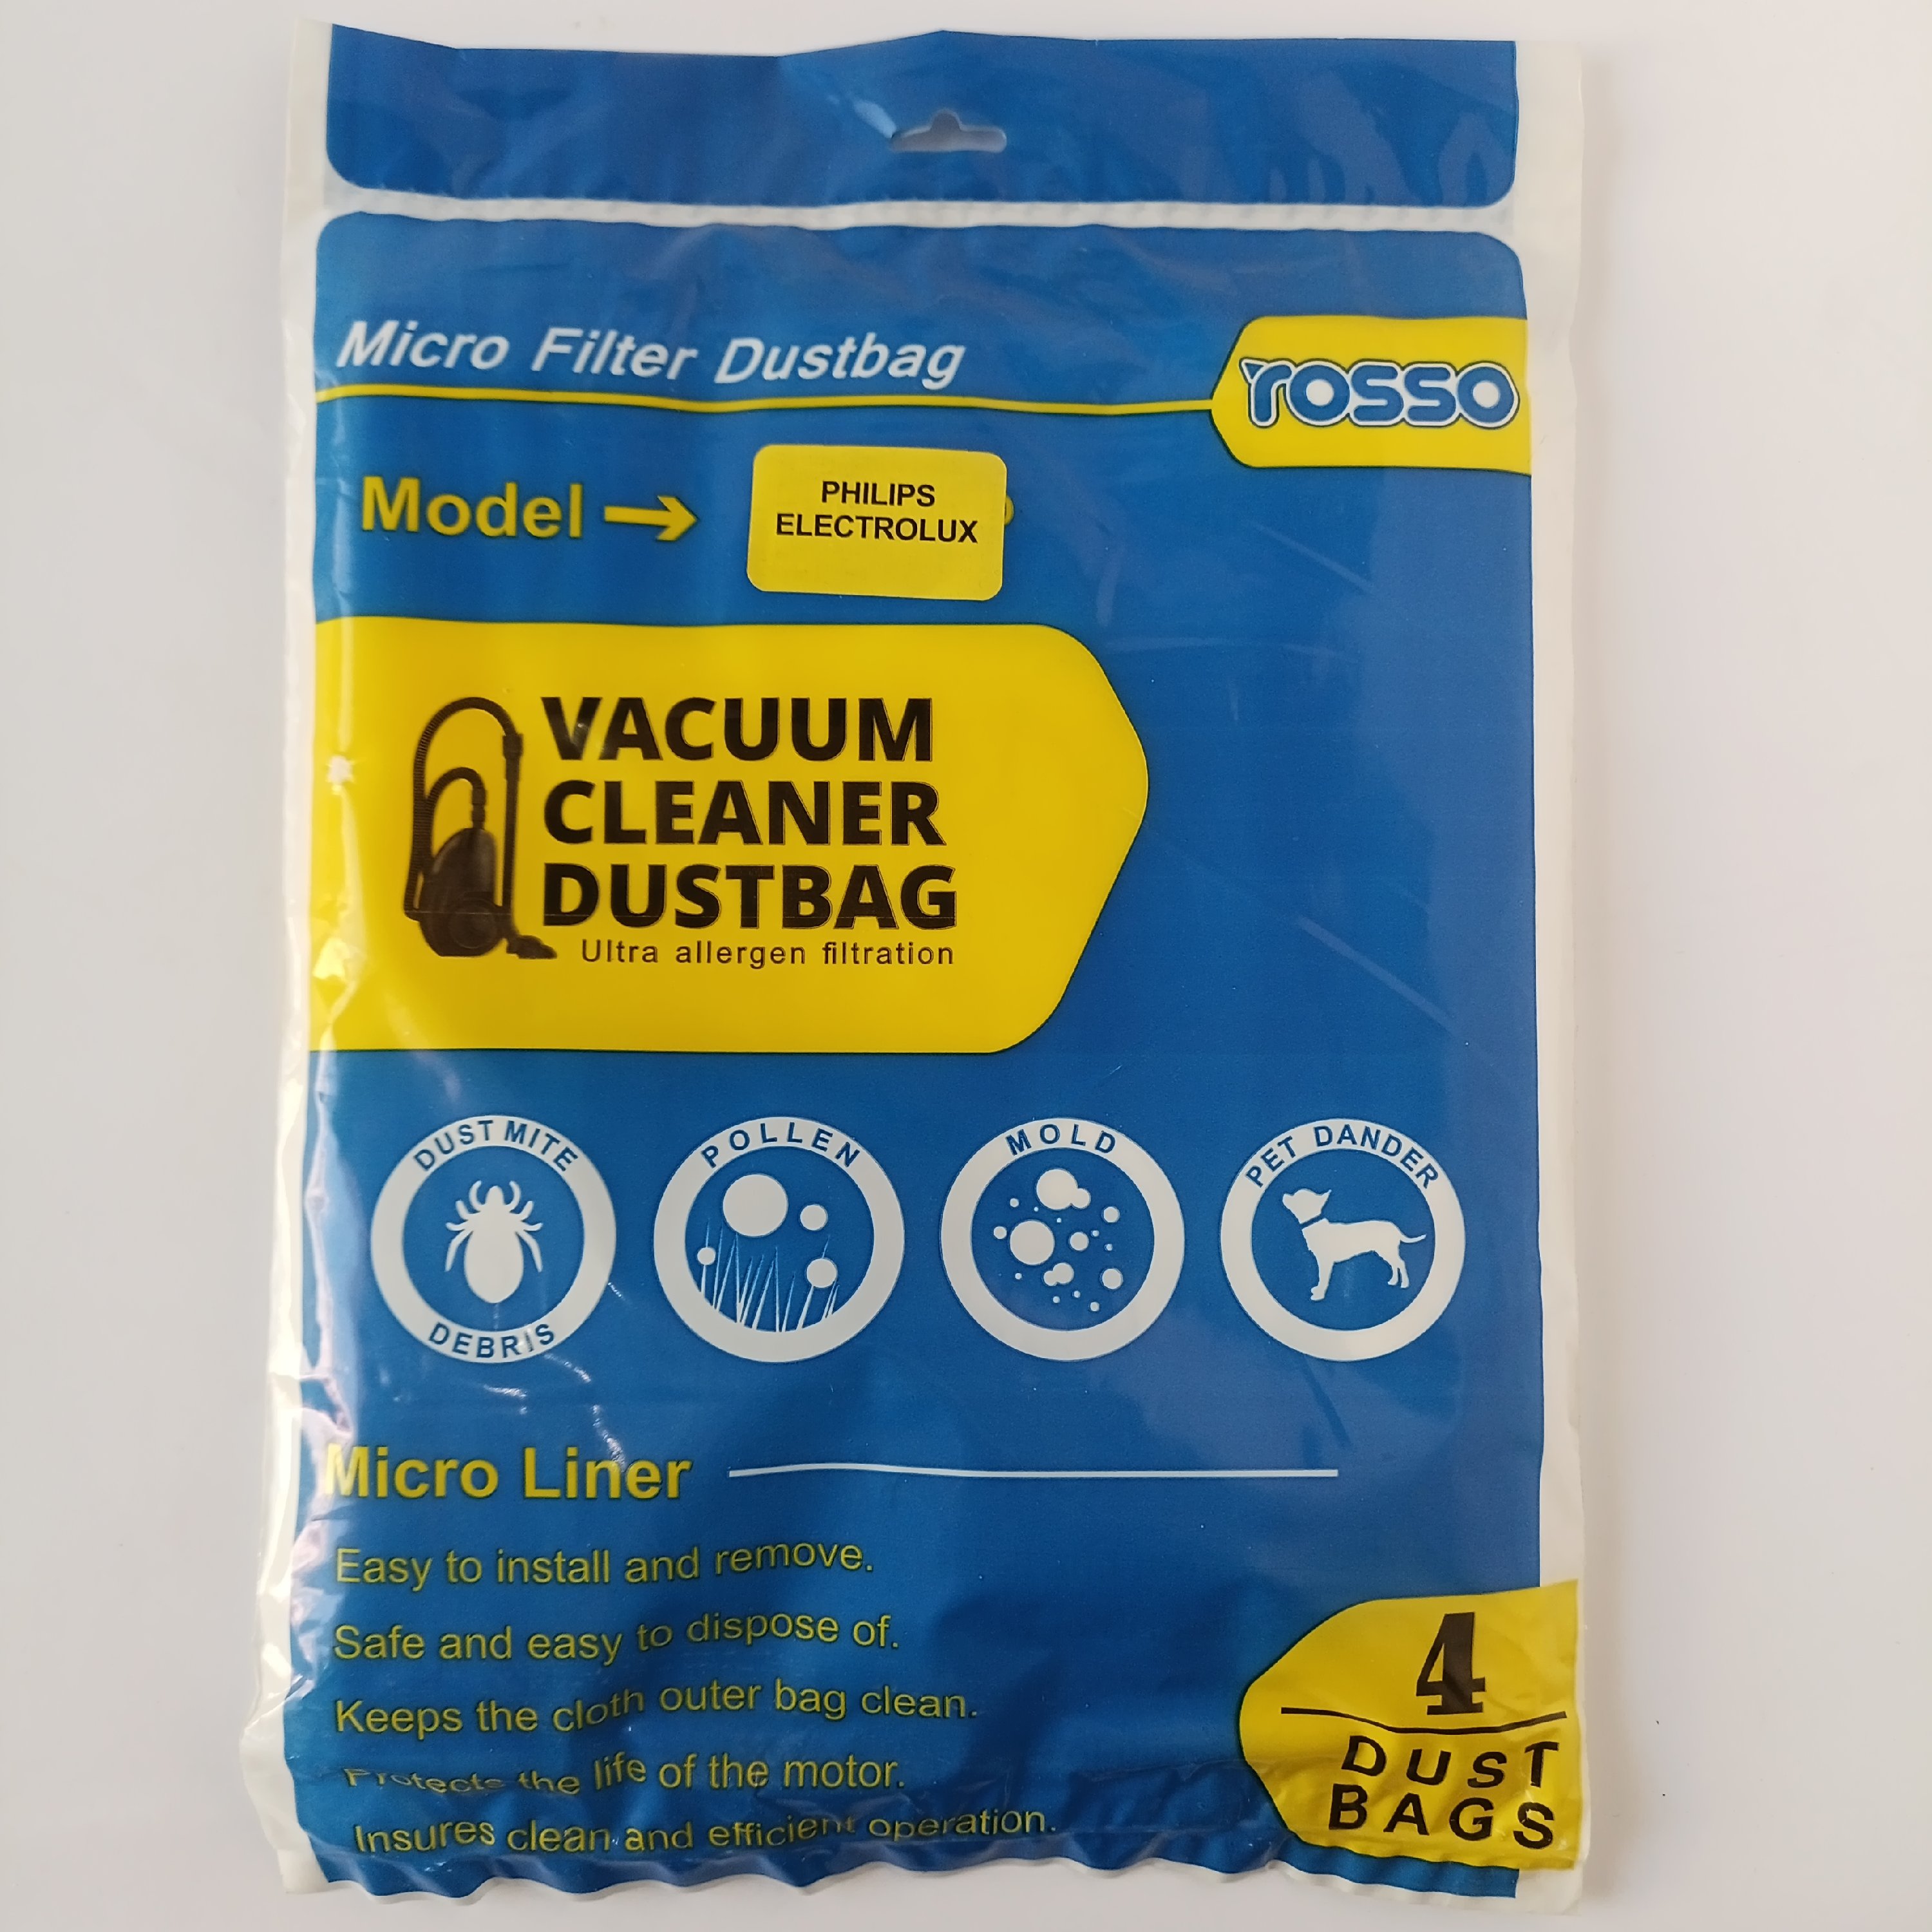 Micro Filter Dustbag
rosso
Model →
PHILIPS
ELECTROLUX
VACUUM
CLEANER
DUSTBAG
Ultra allergen filtration
DUST MITE
DEBRIS
POLLEN
MOLD
PET DANDER
Micro Liner
Easy to install and remove.
Safe and easy to dispose of.
Keeps the cloth outer bag clean.
Protects the life of the motor.
Insures clean and efficient operation.
4
DUST
BAGS